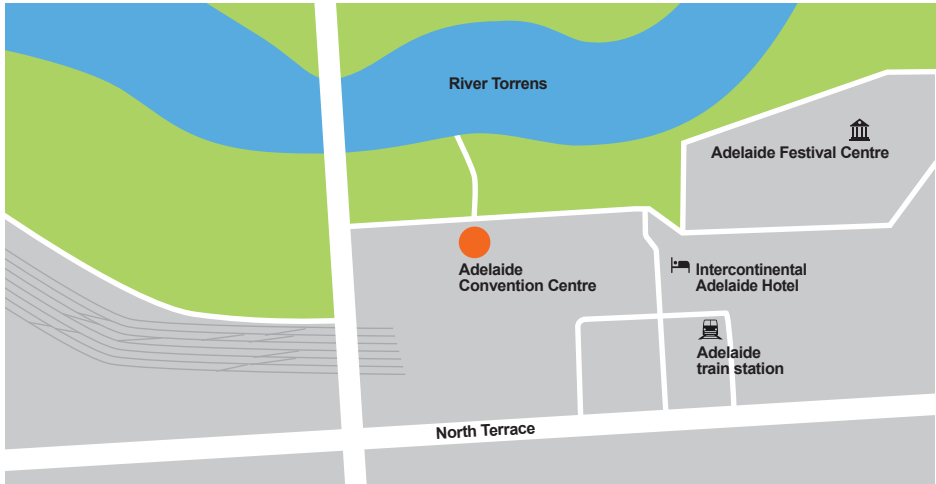 River Torrens
Adelaide Festival Centre
Adelaide
Convention Centre
Intercontinental
Adelaide Hotel
Adelaide
train station
North Terrace